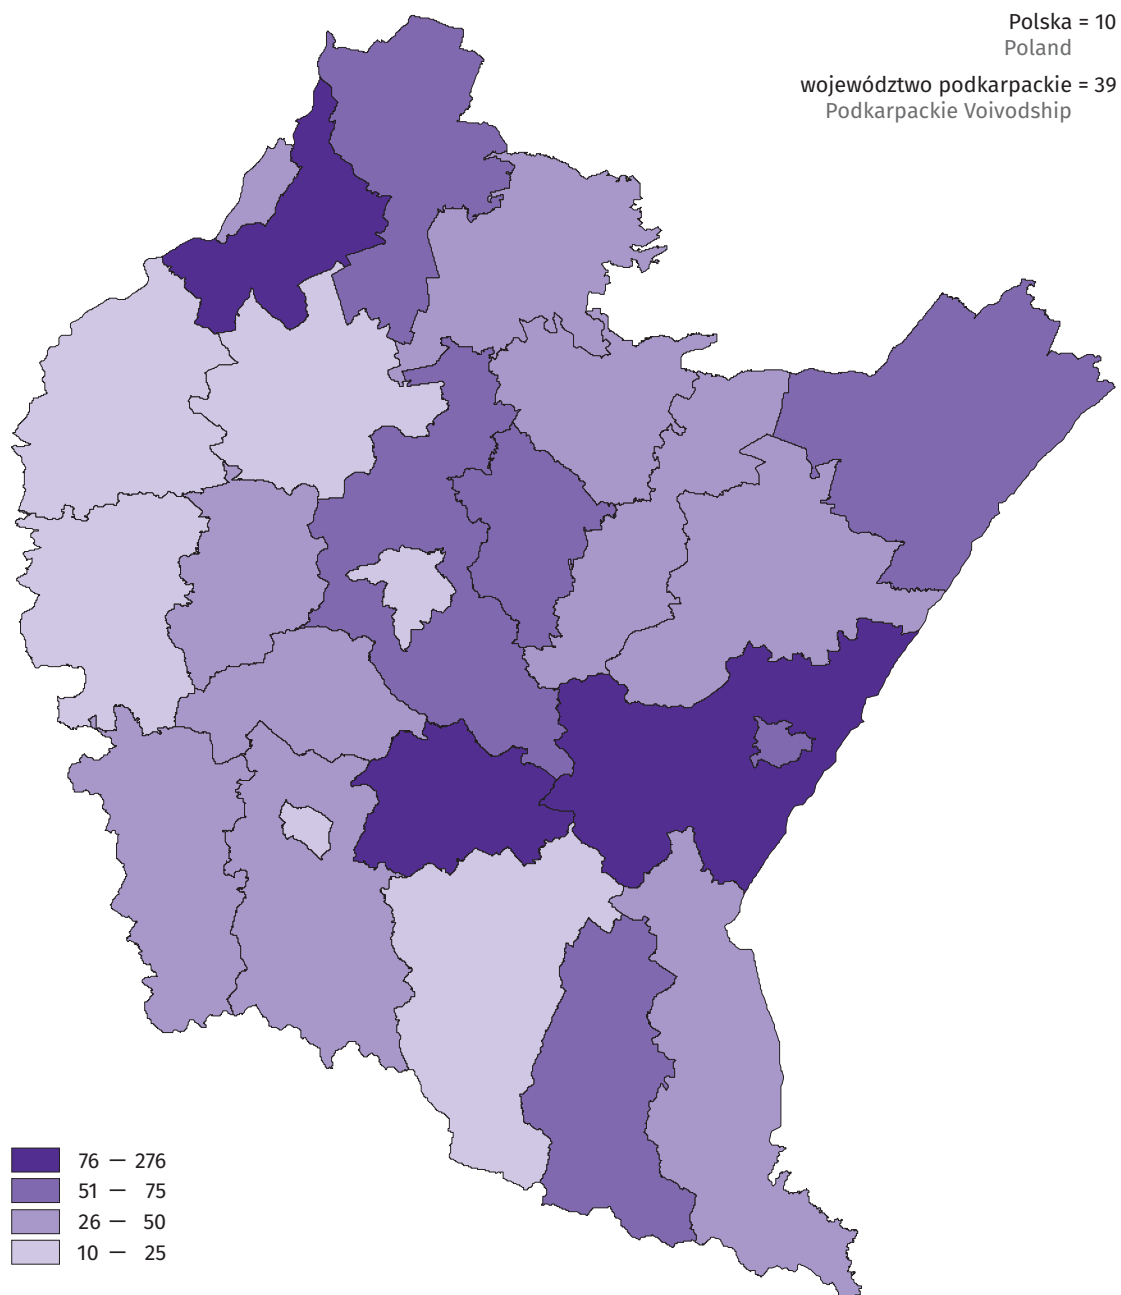 Polska = 10
Poland
województwo podkarpackie = 39
Podkarpackie Voivodship
76 — 276
51 — 75
26 — 50
10 — 25